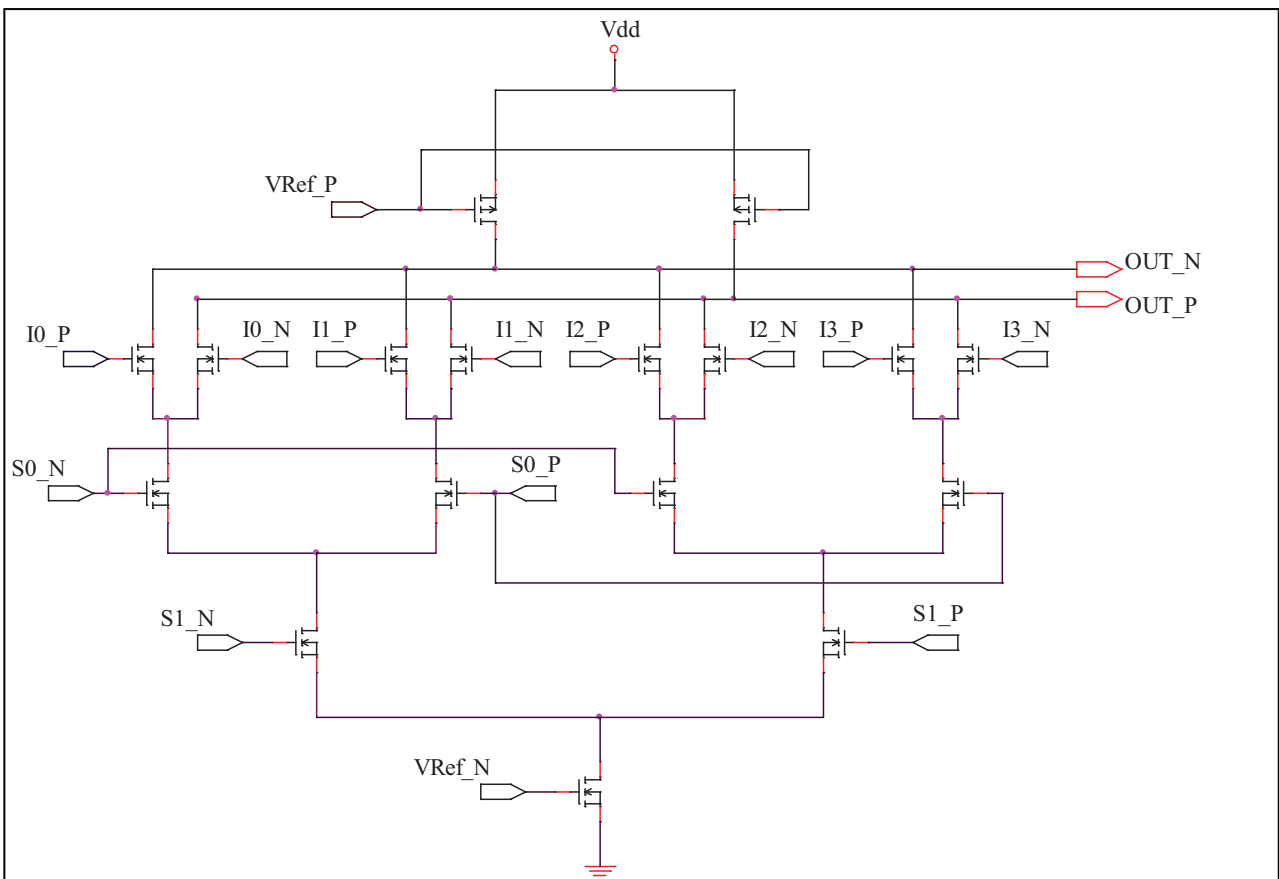 Vdd
VRef_P
OUT_N
OUT_P
I0_P
I0_N
I1_P
I1_N
I2_P
I2_N
I3_P
I3_N
S0_N
S0_P
S1_N
S1_P
VRef_N